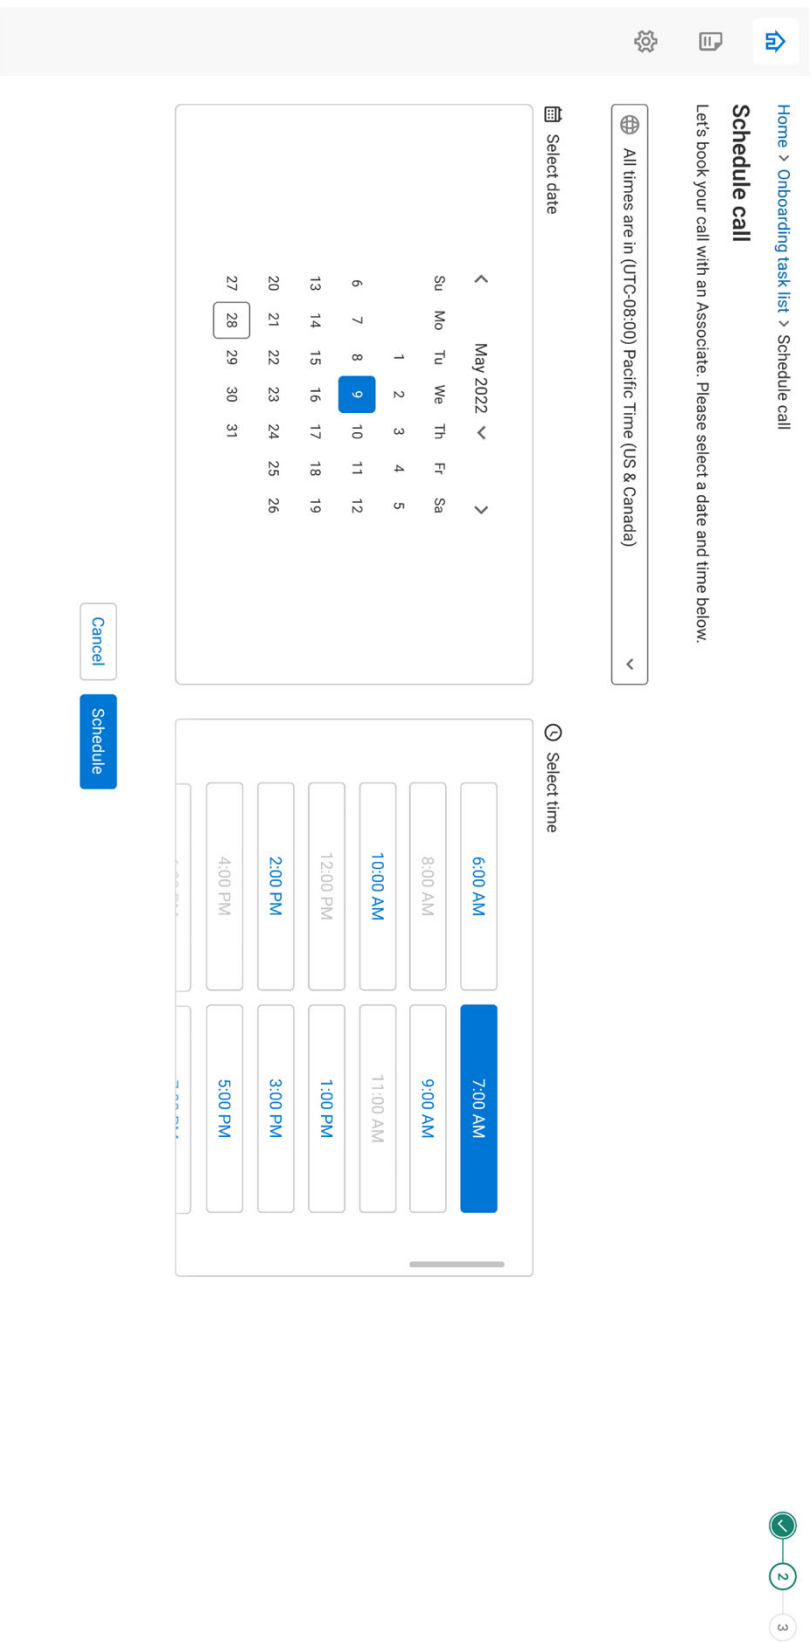 Home > Onboarding task list > Schedule call
2
3
Schedule call
Let's book your call with an Associate. Please select a date and time below.
All times are in (UTC-08:00) Pacific Time (US & Canada)
Select date
May 2022
Su Mo Tu We Th Fr Sa
1 2 3 4 5
6 7 8 9 10 11 12
13 14 15 16 17 18 19
20 21 22 23 24 25 26
27 28 29 30 31
Select time
6:00 AM 7:00 AM
8:00 AM 9:00 AM
10:00 AM 11:00 AM
12:00 PM 1:00 PM
2:00 PM 3:00 PM
4:00 PM 5:00 PM
Cancel Schedule